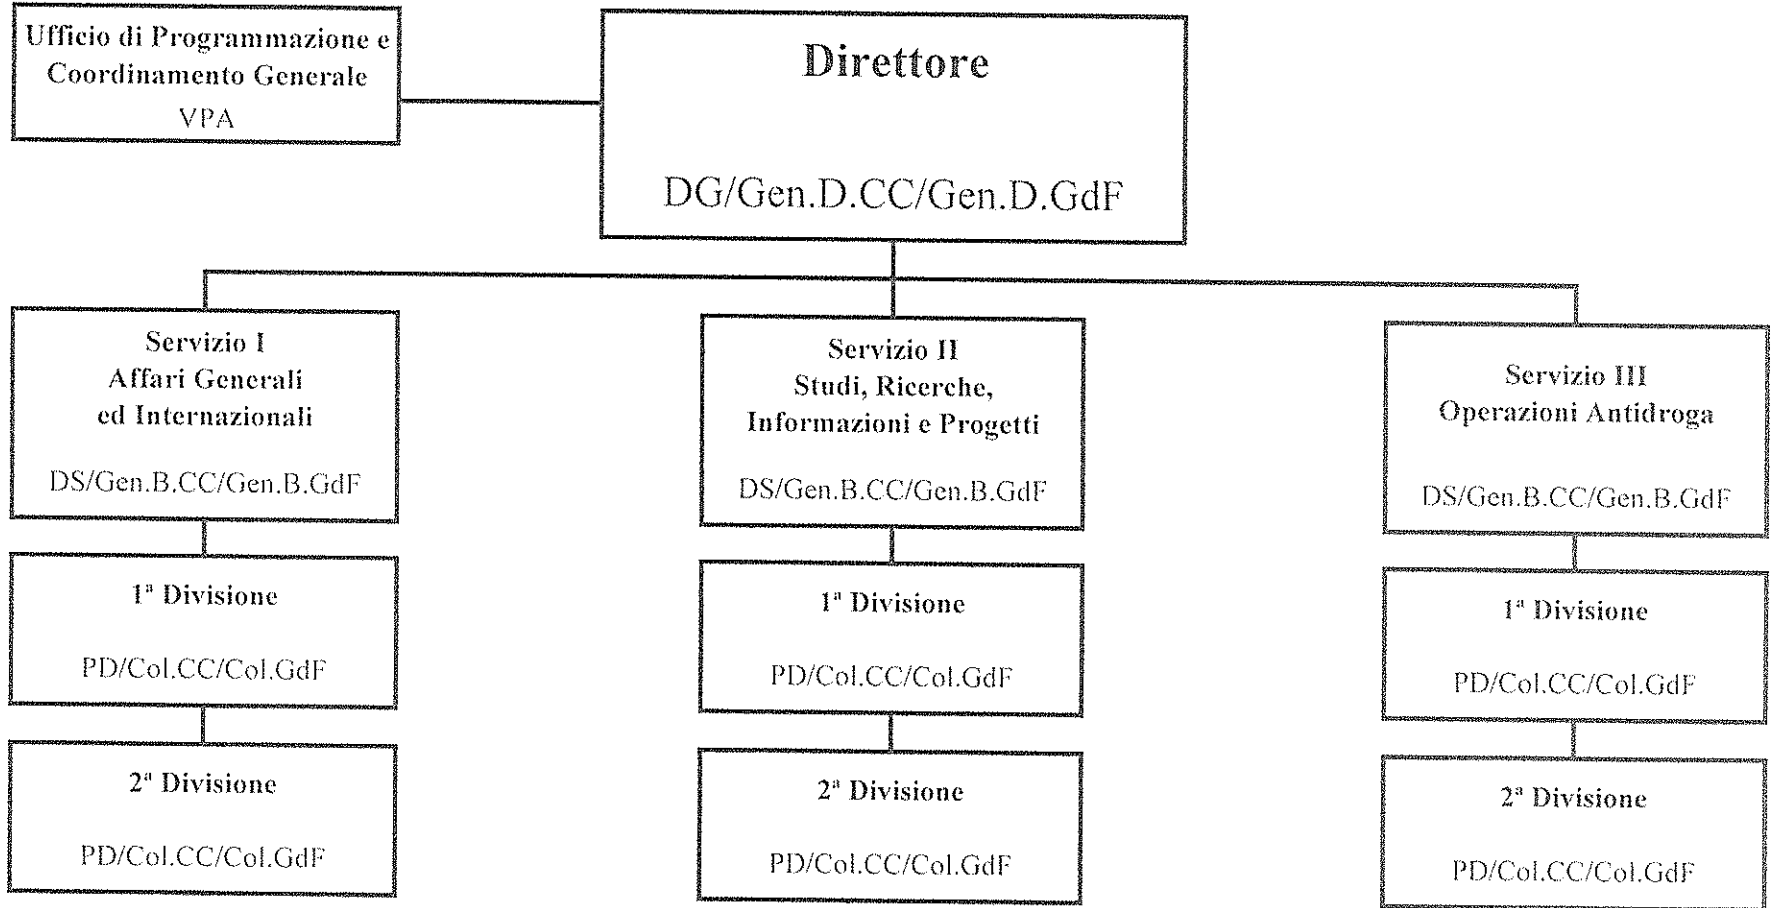 Ufficio di Programmazione e
Coordinamento Generale
VPA
Direttore
DG/Gen.D.CC/Gen.D.GdF
Servizio I
Affari Generali
ed Internazionali
DS/Gen.B.CC/Gen.B.GdF
1ª Divisione
PD/Col.CC/Col.GdF
2ª Divisione
PD/Col.CC/Col.GdF
Servizio II
Studi, Ricerche,
Informazioni e Progetti
DS/Gen.B.CC/Gen.B.GdF
1ª Divisione
PD/Col.CC/Col.GdF
2ª Divisione
PD/Col.CC/Col.GdF
Servizio III
Operazioni Antidroga
DS/Gen.B.CC/Gen.B.GdF
1ª Divisione
PD/Col.CC/Col.GdF
2ª Divisione
PD/Col.CC/Col.GdF